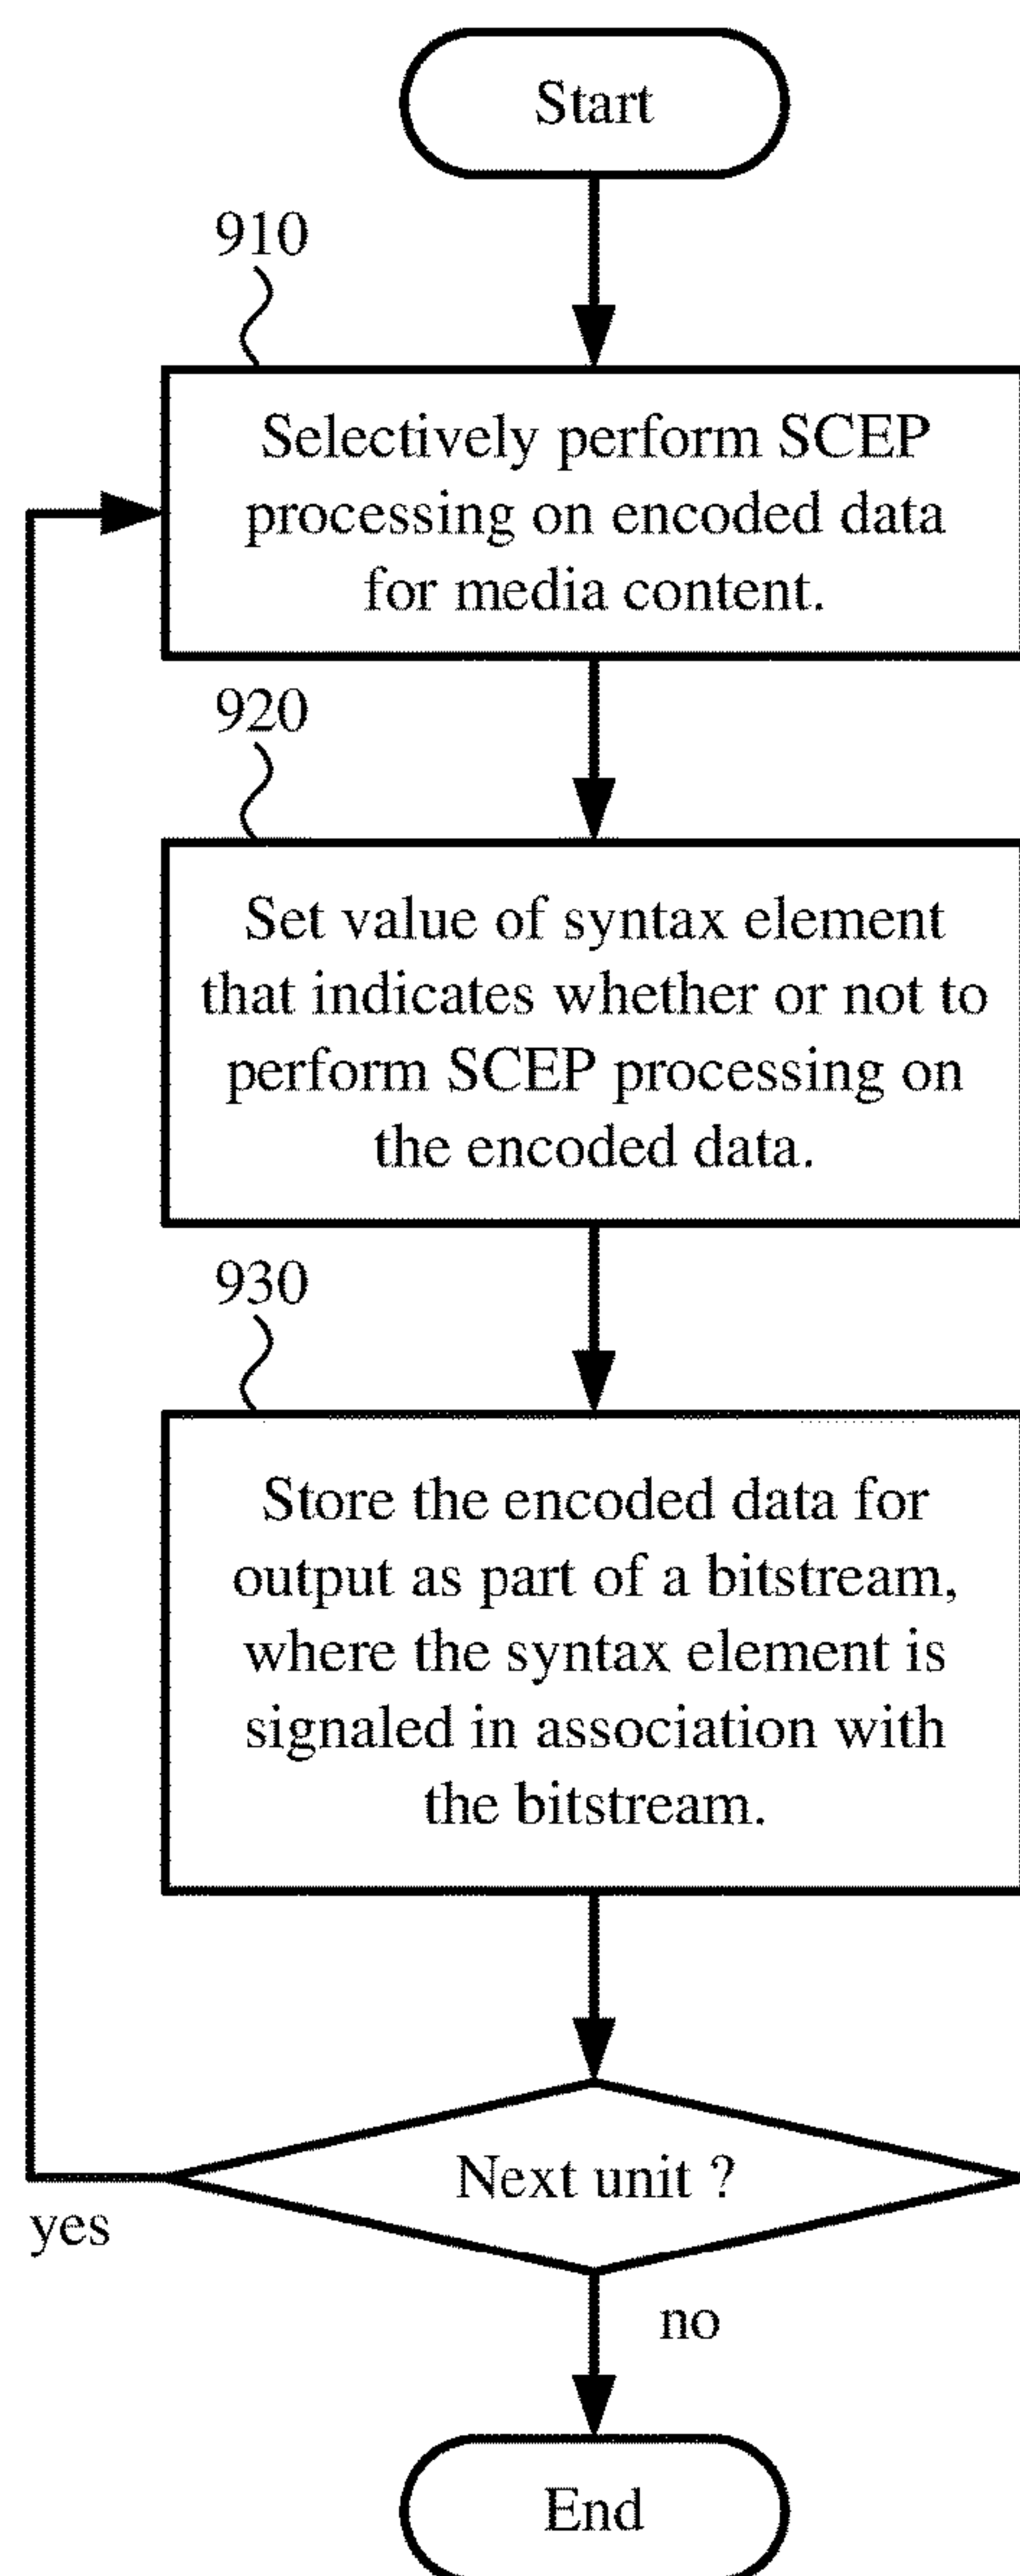 Start
910
Selectively perform SCEP
processing on encoded data
for media content.
920
Set value of syntax element
that indicates whether or not to
perform SCEP processing on
the encoded data.
930
Store the encoded data for
output as part of a bitstream,
where the syntax element is
signaled in association with
the bitstream.
Next unit ?
yes
no
End